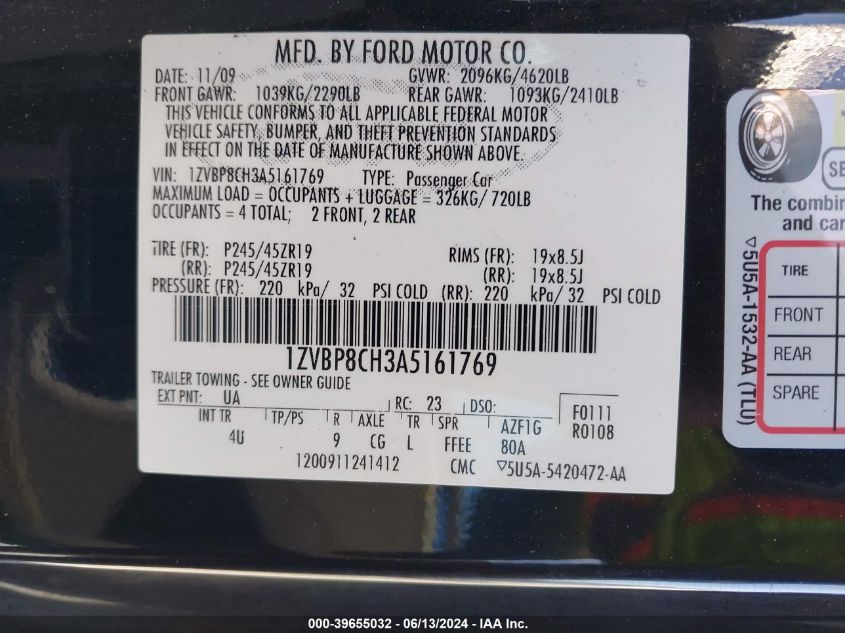 MFD. BY FORD MOTOR CO.
DATE: 11/09 GVWR: 2096KG/4620LB
FRONT GAWR: 1039KG/2290LB REAR GAWR: 1093KG/2410LB
THIS VEHICLE CONFORMS TO ALL APPLICABLE FEDERAL MOTOR
VEHICLE SAFETY, BUMPER, AND THEFT PREVENTION STANDARDS
IN EFFECT ON THE DATE OF MANUFACTURE SHOWN ABOVE.
VIN: 1ZVBP8CH3A5161769 TYPE: Passenger Car
MAXIMUM LOAD = OCCUPANTS + LUGGAGE = 326KG/ 720LB
OCCUPANTS = 4 TOTAL; 2 FRONT, 2 REAR
TIRE (FR): P245/45ZR19 RIMS (FR): 19x8.5J
(RR): P245/45ZR19 (RR): 19x8.5J
PRESSURE (FR): 220 kPa/ 32 PSI COLD (RR): 220 kPa/ 32 PSI COLD
1ZVBP8CH3A5161769
TRAILER TOWING - SEE OWNER GUIDE
EXT PNT: UA RC: 23 DSO: F0111
INT TR TP/PS R AXLE TR SPR AZF1G R0108
4U 9 CG L FFEE 80A
1200911241412 CMC ▽5U5A-5420472-AA
SE
The combin
and car
TIRE
FRONT
REAR
SPARE
▽5U5A-1532-AA (TLU)
000-39655032 - 06/13/2024 - IAA Inc.